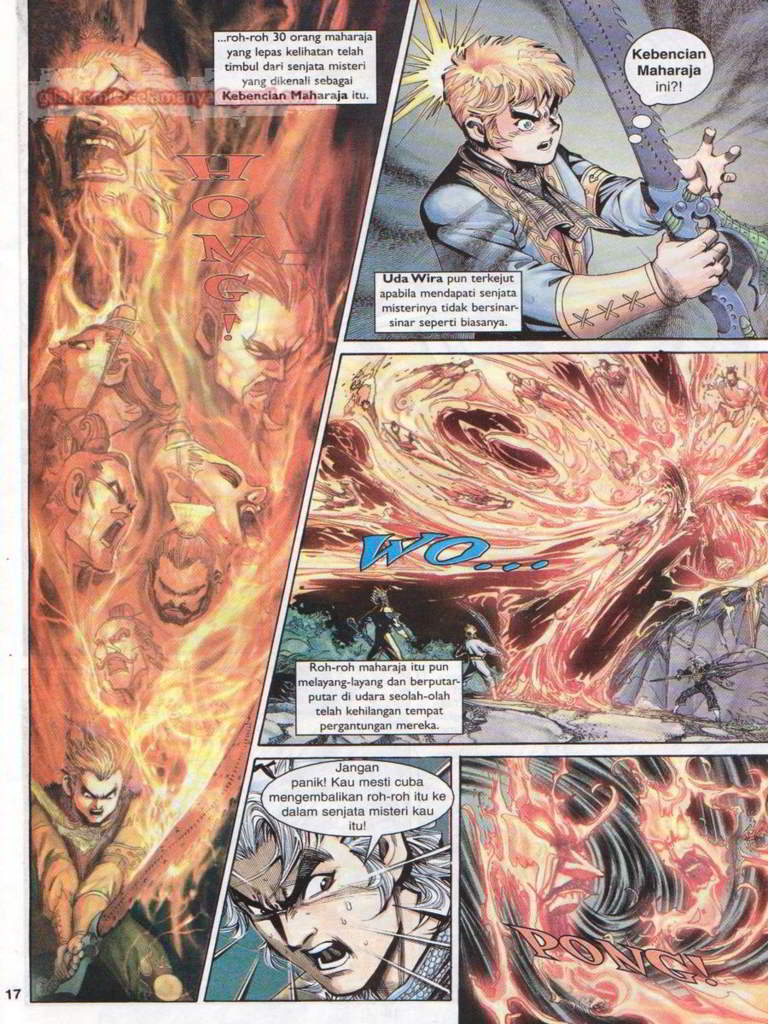 ...roh-roh 30 orang maharaja
yang lepas kelihatan telah
timbul dari senjata misteri
yang dikenali sebagai
Kebencian Maharaja itu.
HONG!
Kebencian
Maharaja
ini?!
Uda Wira pun terkejut
apabila mendapati senjata
misterinya tidak bersinar-
sinar seperti biasanya.
WO...
Roh-roh maharaja itu pun
melayang-layang dan berputar-
putar di udara seolah-olah
telah kehilangan tempat
pergantungan mereka.
Jangan
panik! Kau mesti cuba
mengembalikan roh-roh itu ke
dalam senjata misteri kau
itu!
PONG!
17